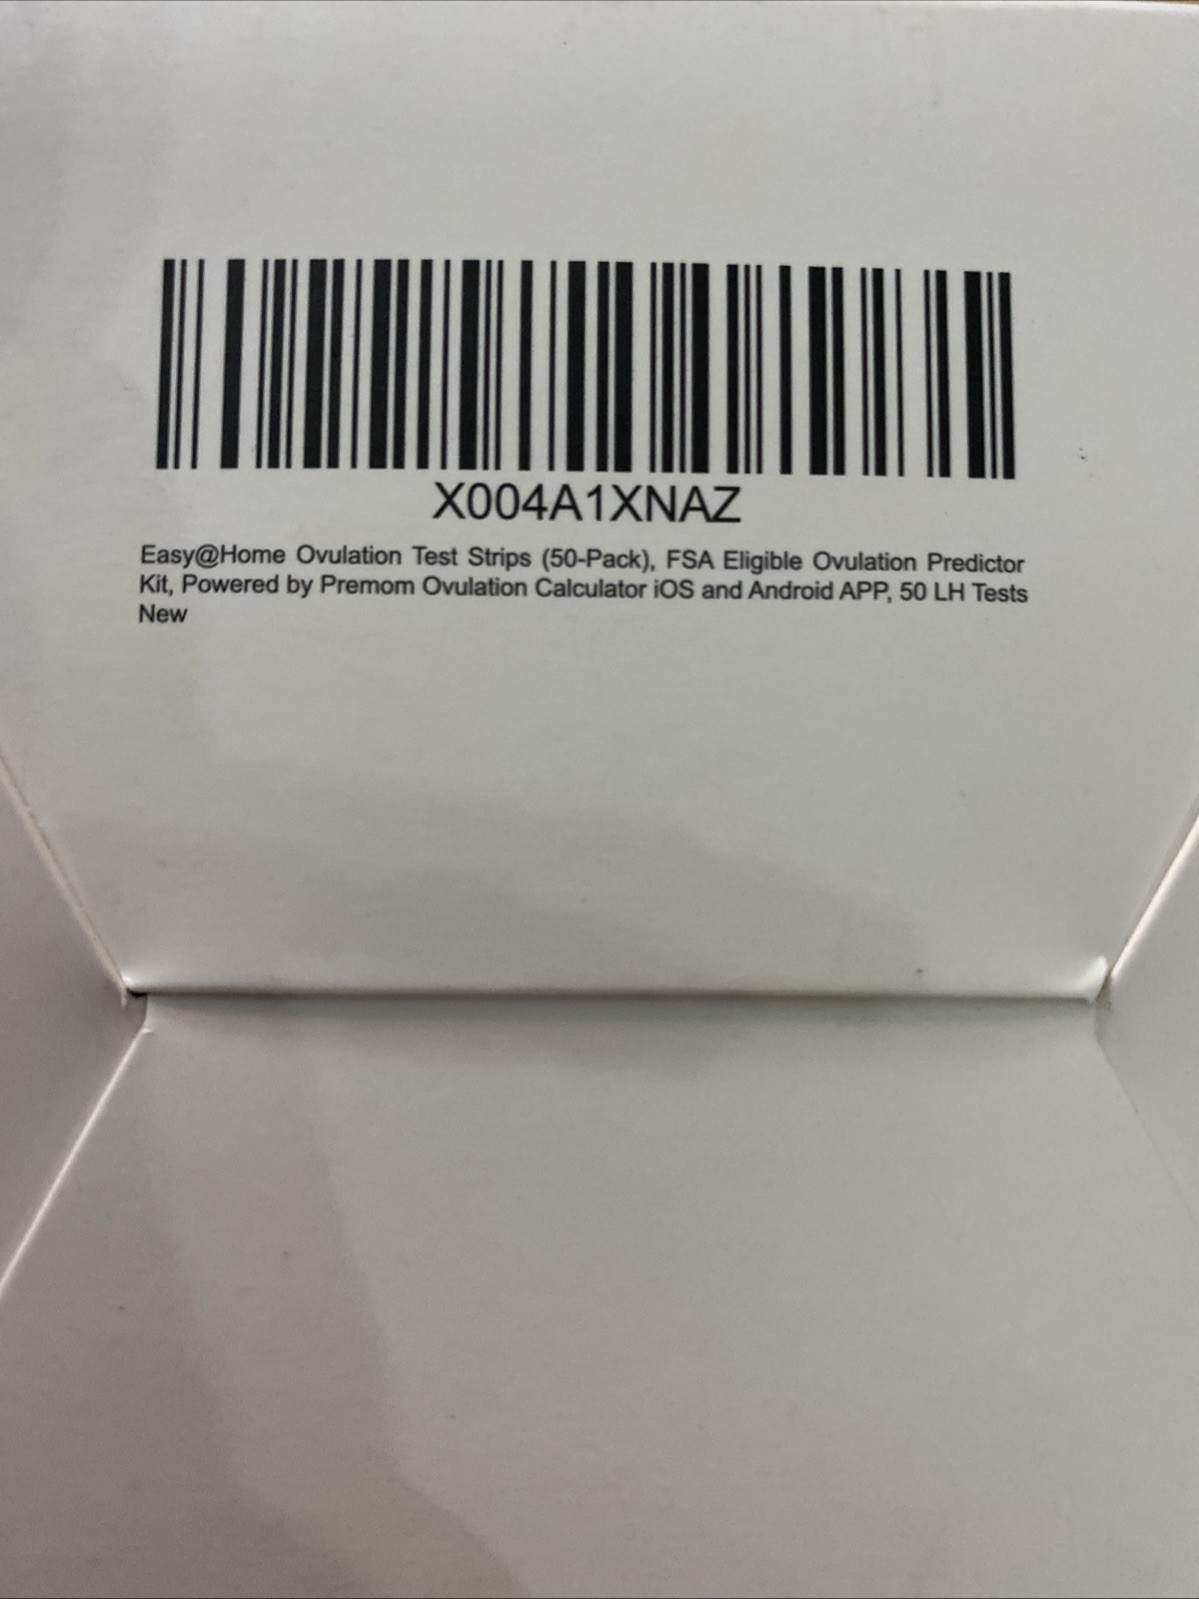 X004A1XNAZ
Easy@Home Ovulation Test Strips (50-Pack), FSA Eligible Ovulation Predictor
Kit, Powered by Premom Ovulation Calculator iOS and Android APP, 50 LH Tests
New